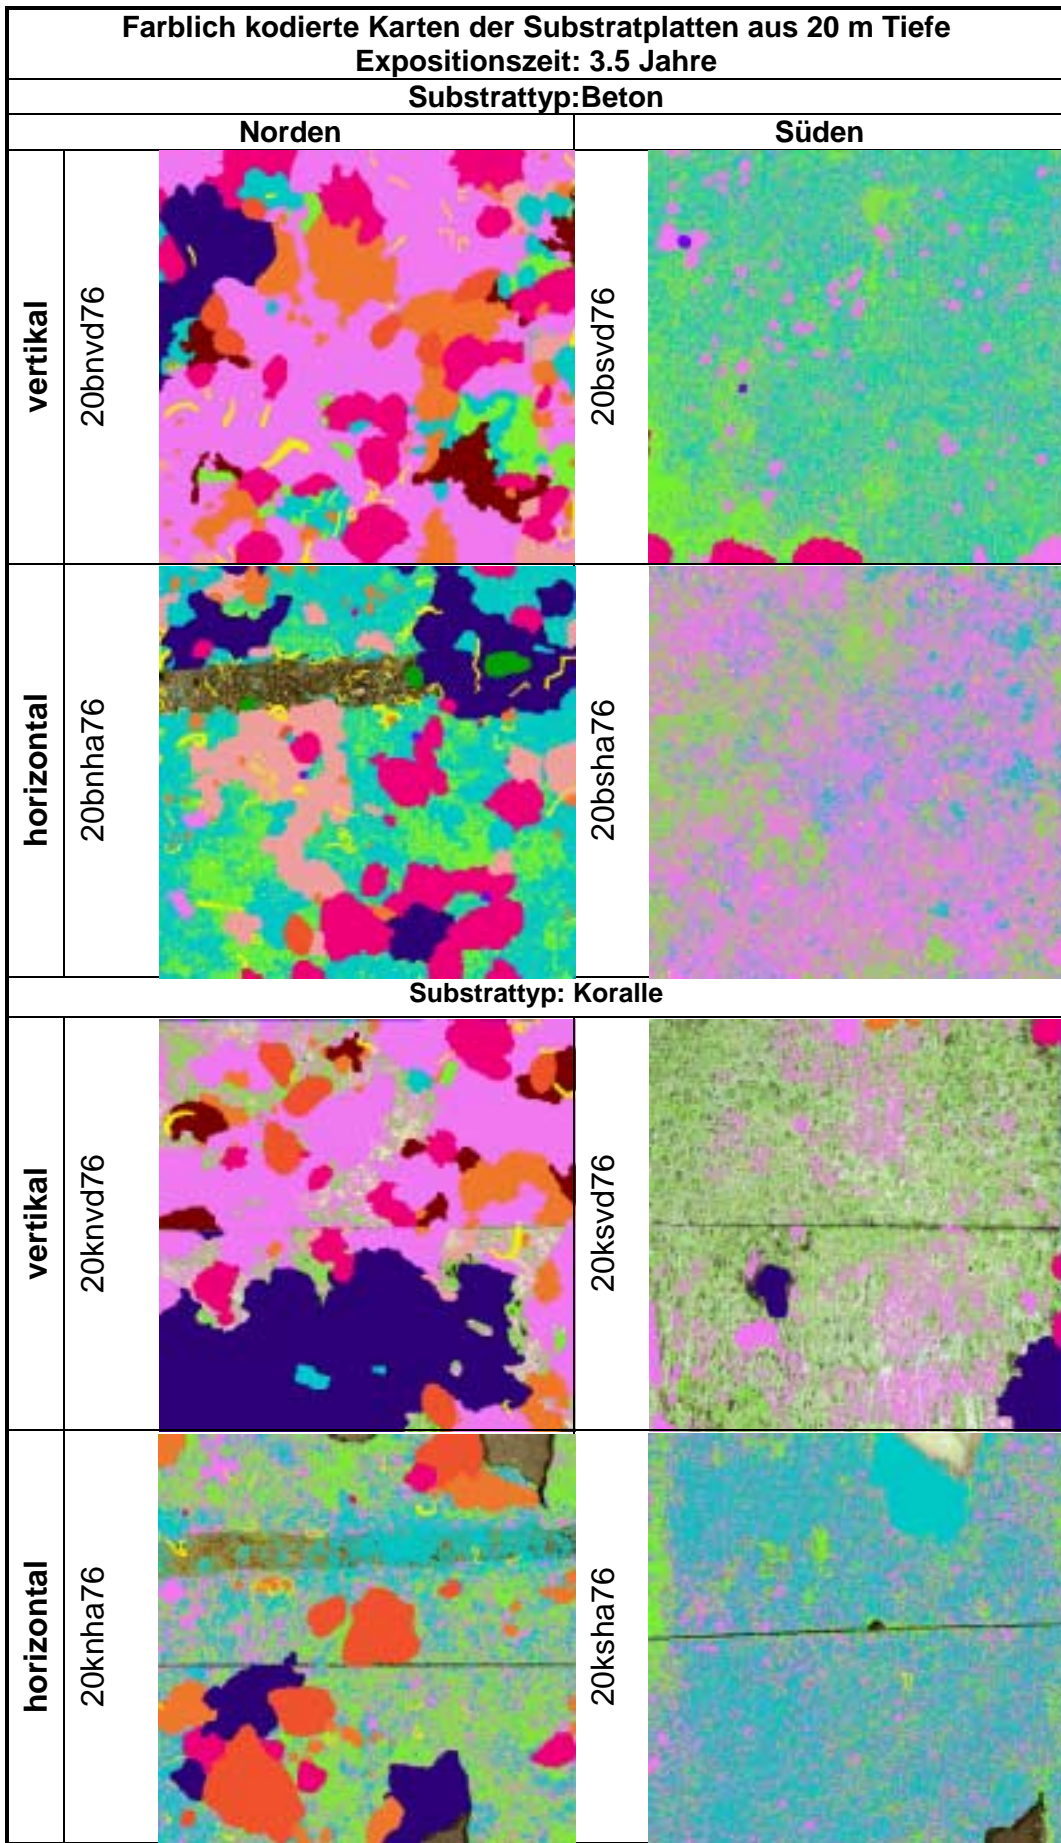 Farblich kodierte Karten der Substratplatten aus 20 m Tiefe
Expositionszeit: 3.5 Jahre
Substrattyp:Beton
Norden
Süden
vertikal
20bnvd76
20bsvd76
horizontal
20bnha76
20bsha76
Substrattyp: Koralle
vertikal
20knvd76
20ksvd76
horizontal
20knha76
20ksha76